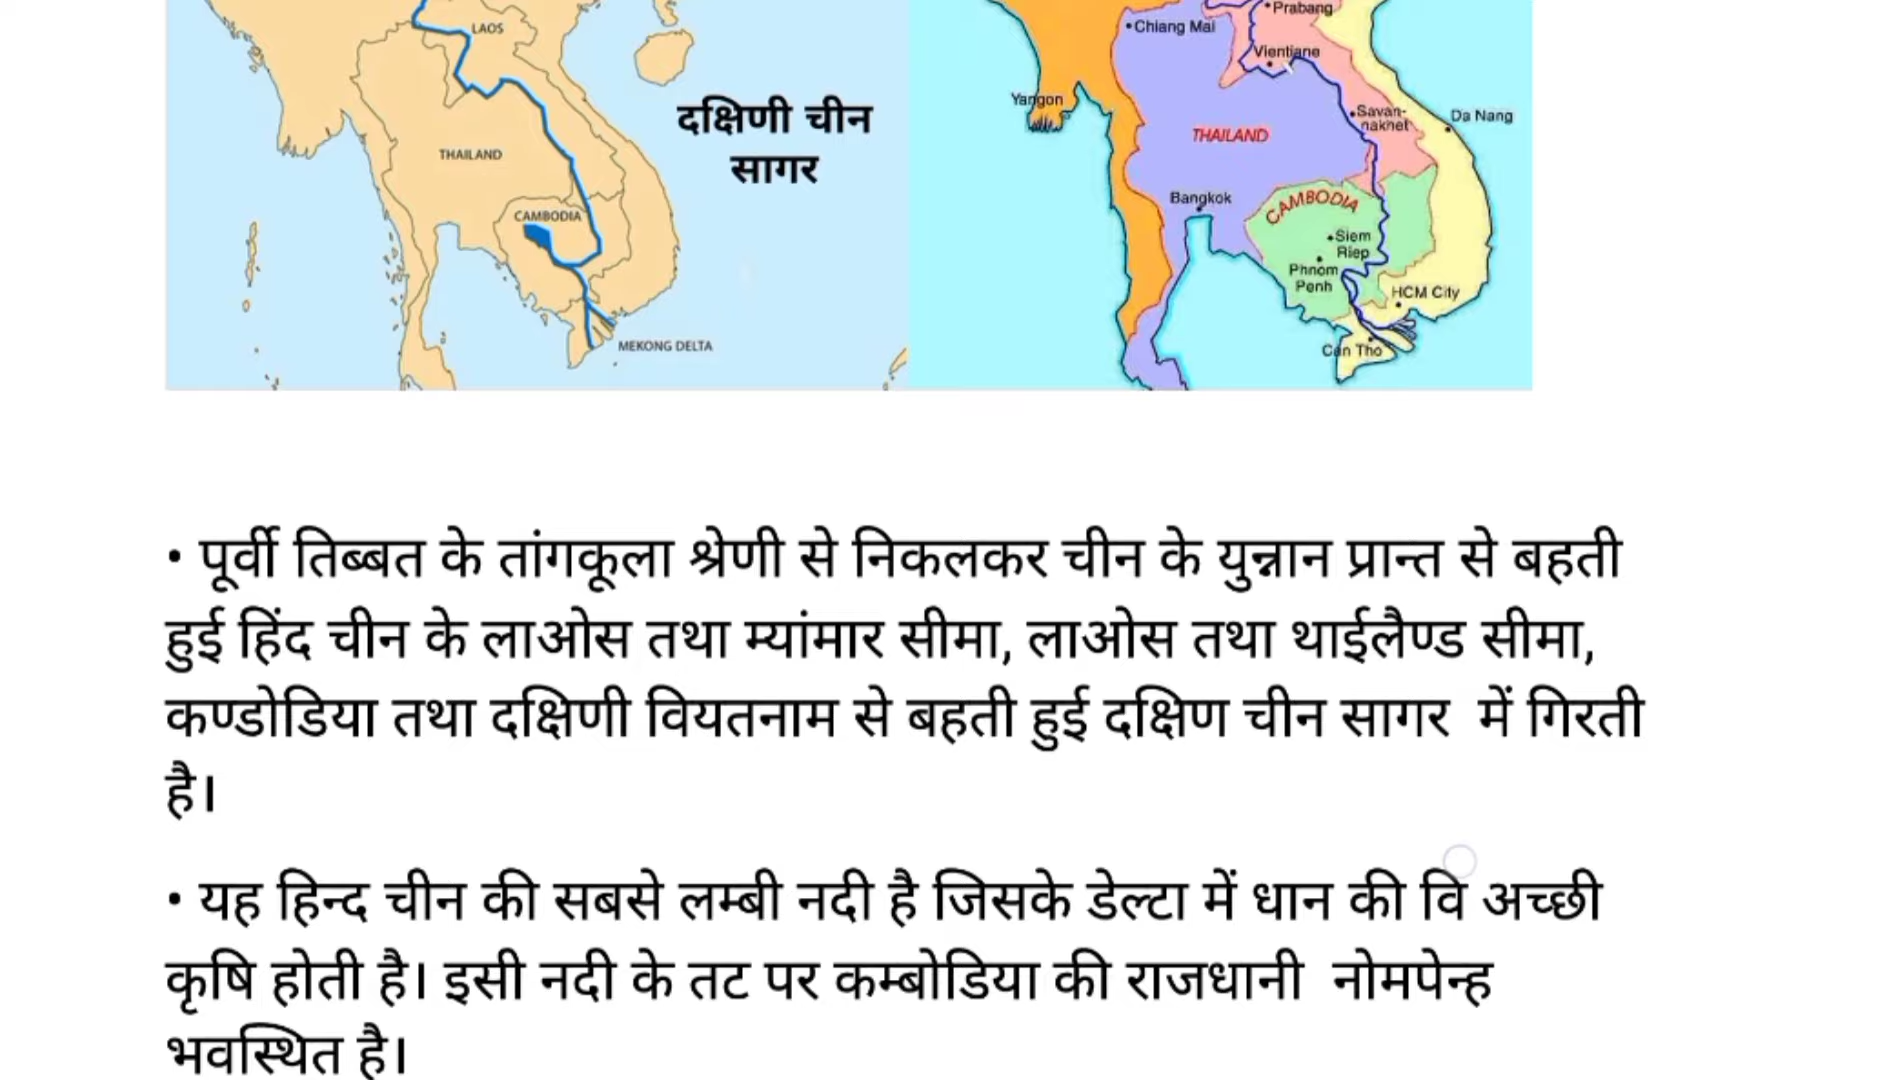 LAOS
THAILAND
CAMBODIA
MEKONG DELTA
दक्षिणी चीन
सागर
Prabang
Chiang Mai
Vientiane
Yangon
Savan-
nakhet
Da Nang
THAILAND
Bangkok
CAMBODIA
Siem
Riep
Phnom
Penh
HCM City
Can Tho
• पूर्वी तिब्बत के तांगकूला श्रेणी से निकलकर चीन के युन्नान प्रान्त से बहती
हुई हिंद चीन के लाओस तथा म्यांमार सीमा, लाओस तथा थाईलैण्ड सीमा,
कण्डोडिया तथा दक्षिणी वियतनाम से बहती हुई दक्षिण चीन सागर में गिरती
है।
• यह हिन्द चीन की सबसे लम्बी नदी है जिसके डेल्टा में धान की वि अच्छी
कृषि होती है। इसी नदी के तट पर कम्बोडिया की राजधानी नोमपेन्ह
भवस्थित है।